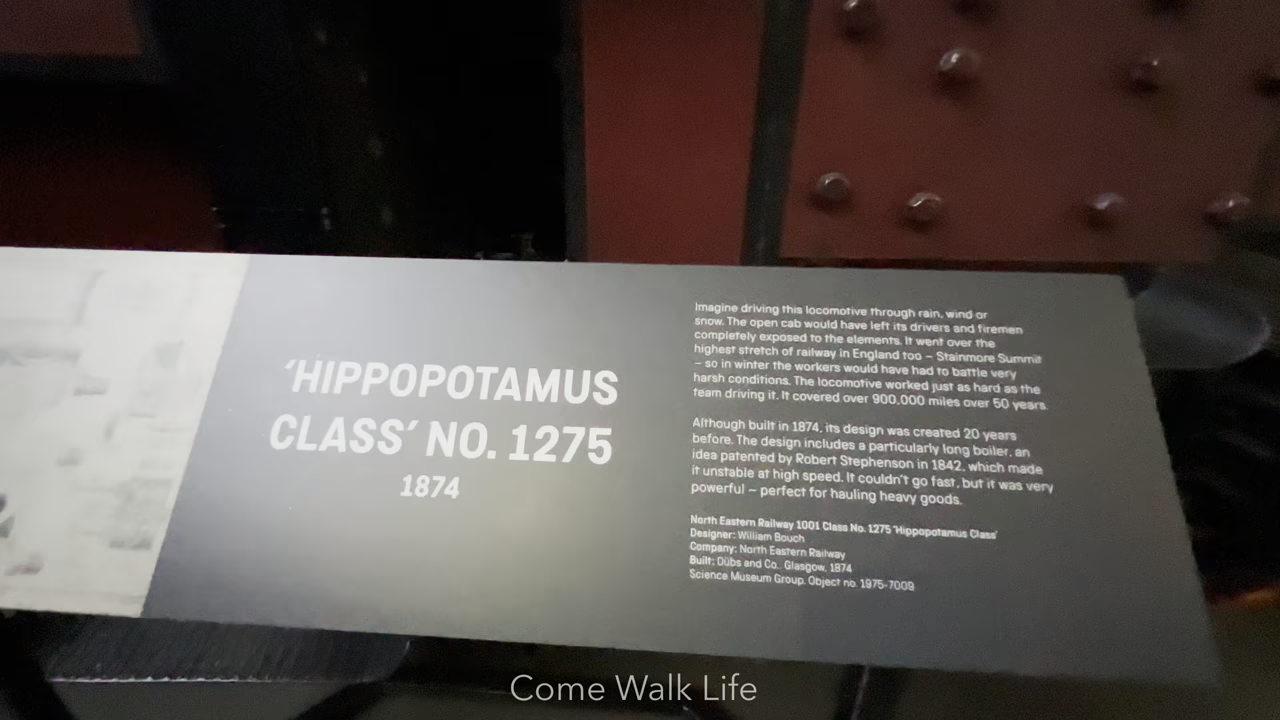 'HIPPOPOTAMUS
CLASS' NO. 1275
1874
Imagine driving this locomotive through rain, wind or
snow. The open cab would have left its drivers and firemen
completely exposed to the elements. It went over the
highest stretch of railway in England too – Stainmore Summit
– so in winter the workers would have had to battle very
harsh conditions. The locomotive worked just as hard as the
team driving it. It covered over 900,000 miles over 50 years.
Although built in 1874, its design was created 20 years
before. The design includes a particularly long boiler, an
idea patented by Robert Stephenson in 1842, which made
it unstable at high speed. It couldn't go fast, but it was very
powerful – perfect for hauling heavy goods.
North Eastern Railway 1001 Class No. 1275 'Hippopotamus Class'
Designer: William Bouch
Company: North Eastern Railway
Built: Dübs and Co., Glasgow, 1874
Science Museum Group. Object no. 1975-7009
Come Walk Life